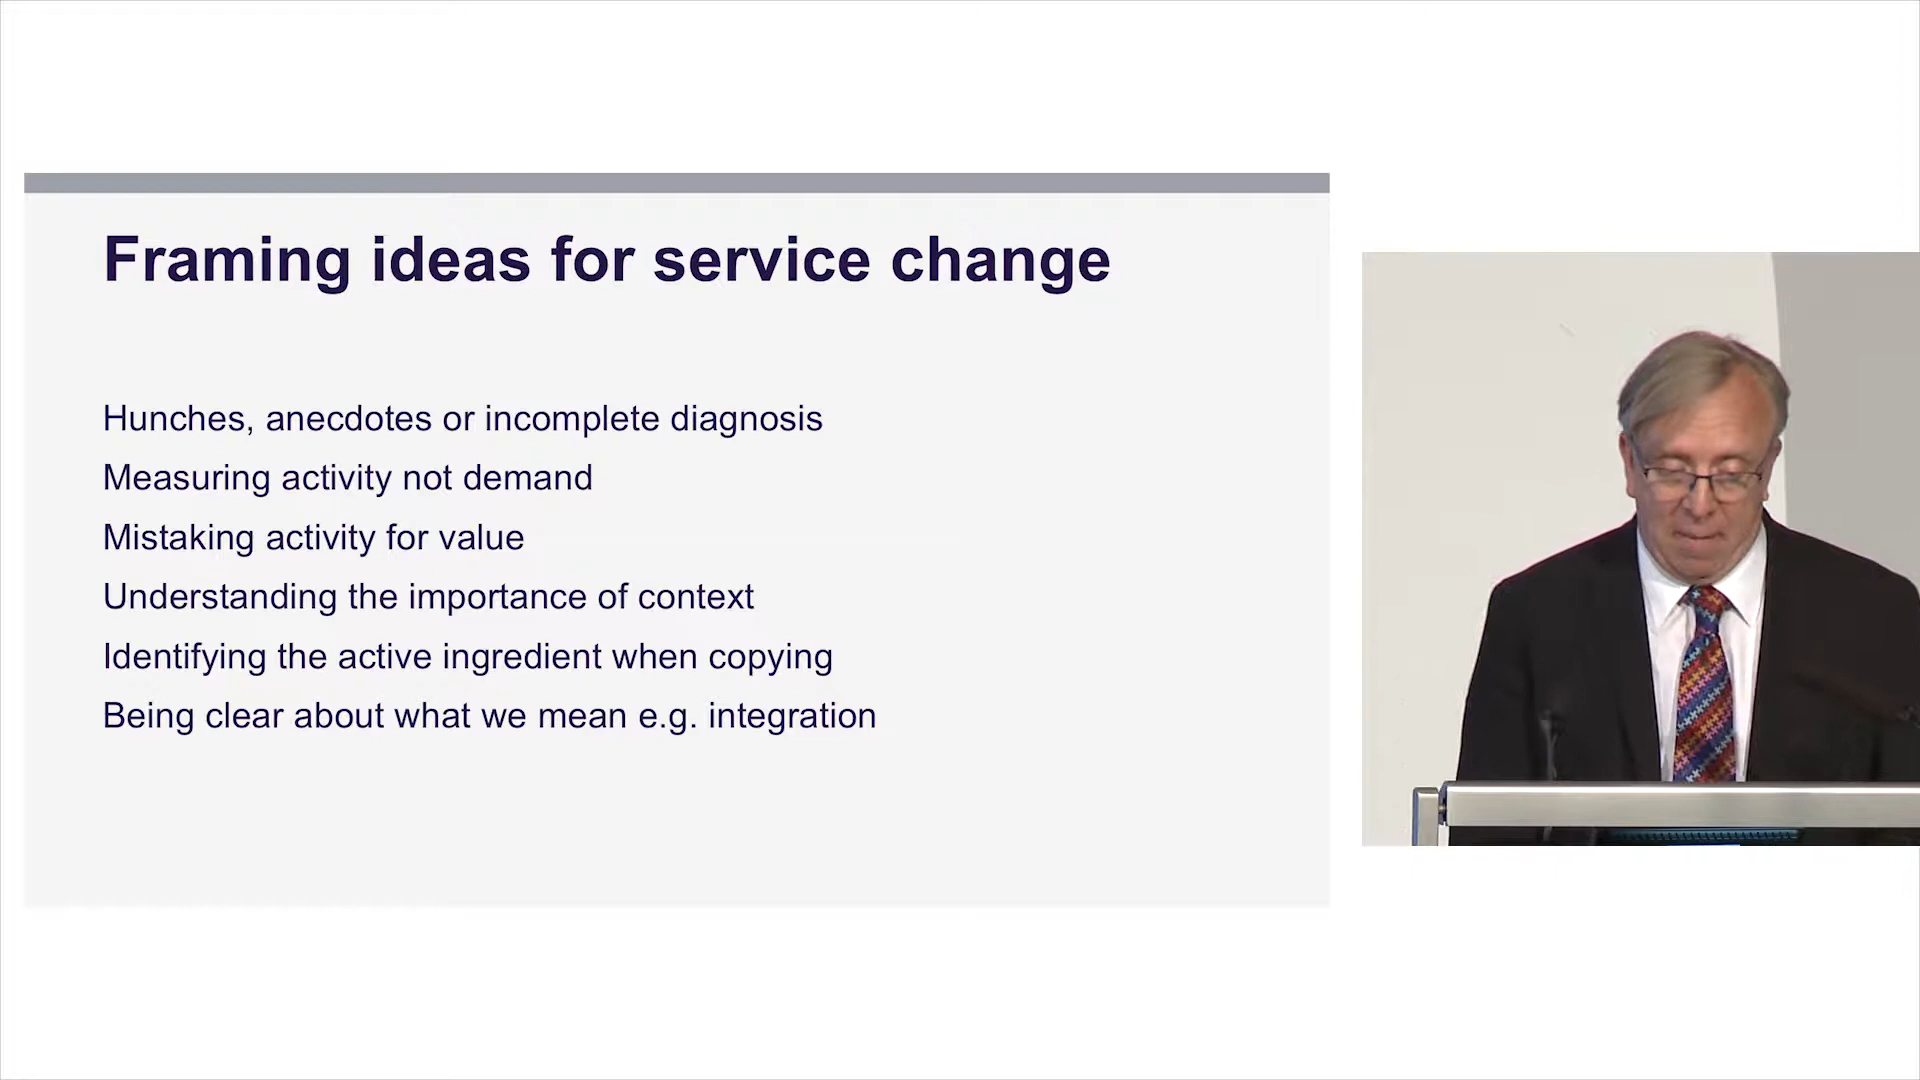 Framing ideas for service change
Hunches, anecdotes or incomplete diagnosis
Measuring activity not demand
Mistaking activity for value
Understanding the importance of context
Identifying the active ingredient when copying
Being clear about what we mean e.g. integration